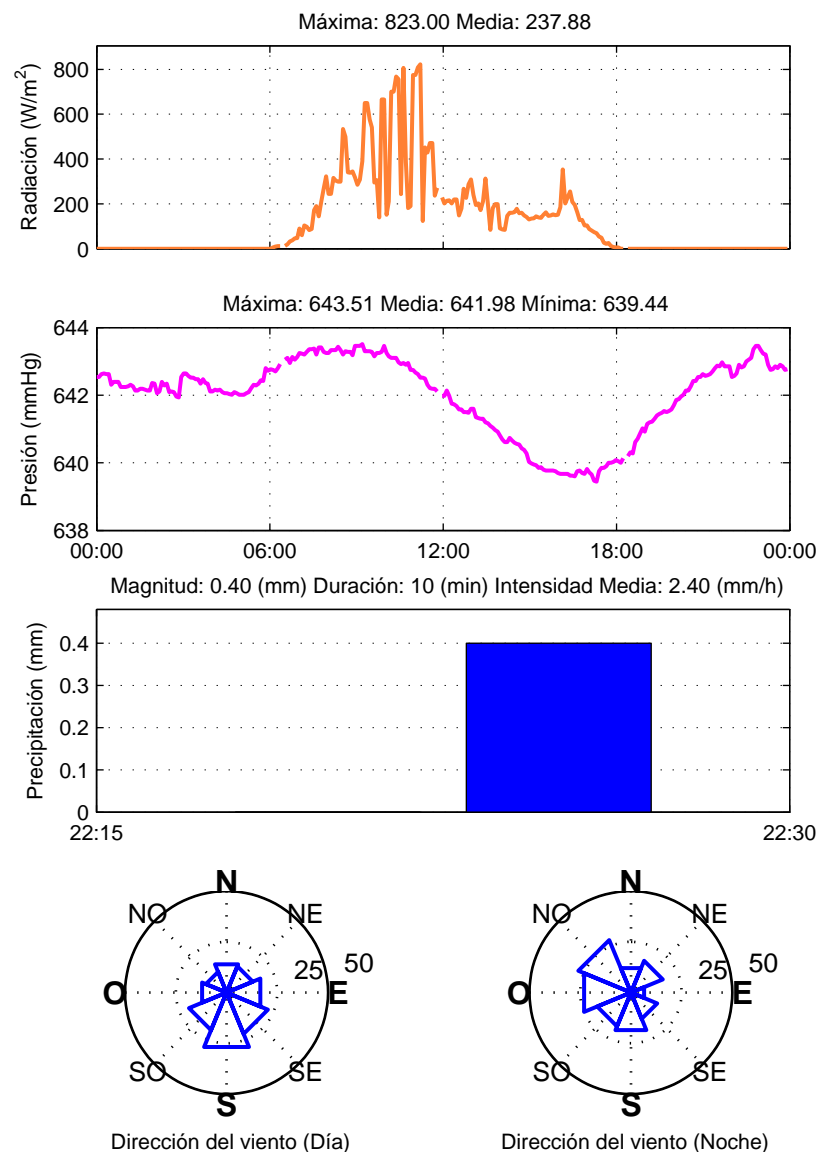 Máxima: 823.00 Media: 237.88
Radiación (W/m²)
800
600
400
200
0
Máxima: 643.51 Media: 641.98 Mínima: 639.44
Presión (mmHg)
644
642
640
638
00:00 06:00 12:00 18:00 00:00
Magnitud: 0.40 (mm) Duración: 10 (min) Intensidad Media: 2.40 (mm/h)
Precipitación (mm)
0.4
0.3
0.2
0.1
0
22:15 22:30
N
NO NE
25 50
O E
SO SE
S
Dirección del viento (Día)
N
NO NE
25 50
O E
SO SE
S
Dirección del viento (Noche)